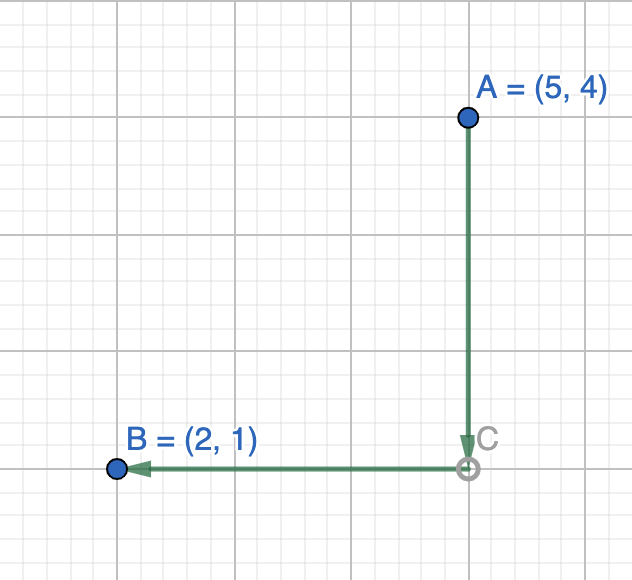 A = (5, 4)
B = (2, 1)
C